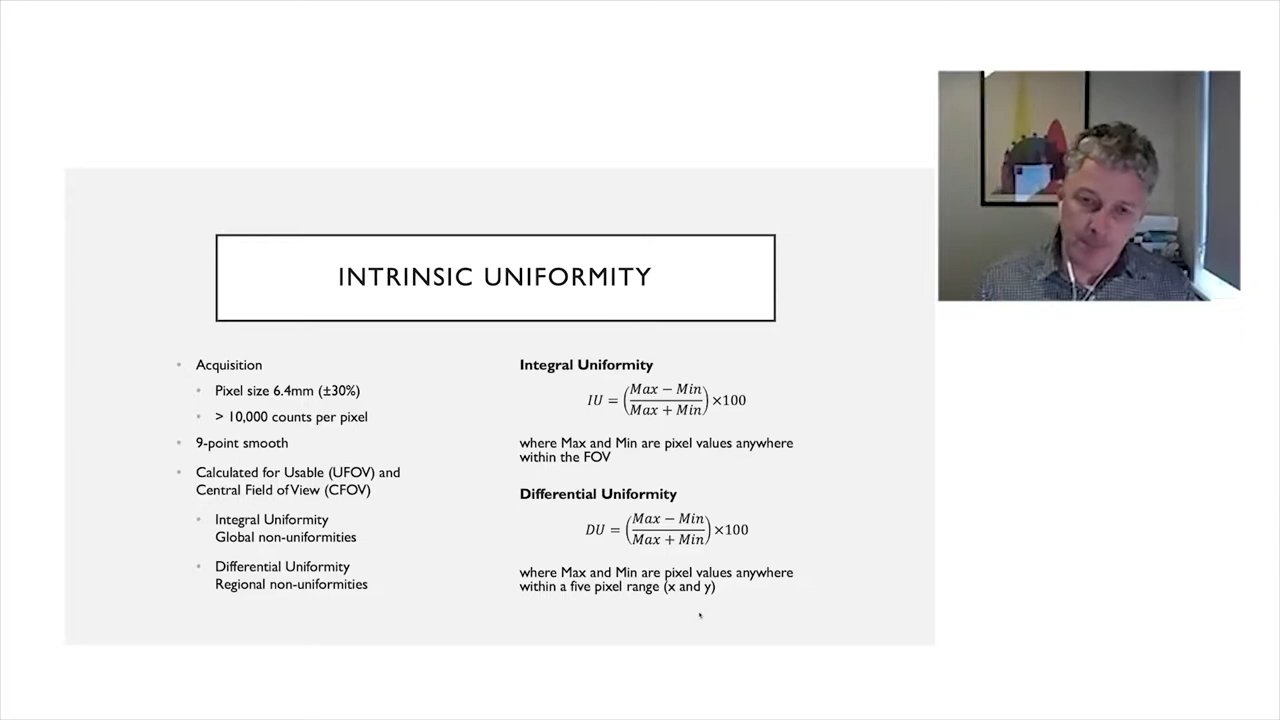 INTRINSIC UNIFORMITY
Acquisition
Pixel size 6.4mm (±30%)
> 10,000 counts per pixel
9-point smooth
Calculated for Usable (UFOV) and
Central Field of View (CFOV)
Integral Uniformity
Global non-uniformities
Differential Uniformity
Regional non-uniformities
Integral Uniformity
IU = (Max − Min / Max + Min) ×100
where Max and Min are pixel values anywhere
within the FOV
Differential Uniformity
DU = (Max − Min / Max + Min) ×100
where Max and Min are pixel values anywhere
within a five pixel range (x and y)